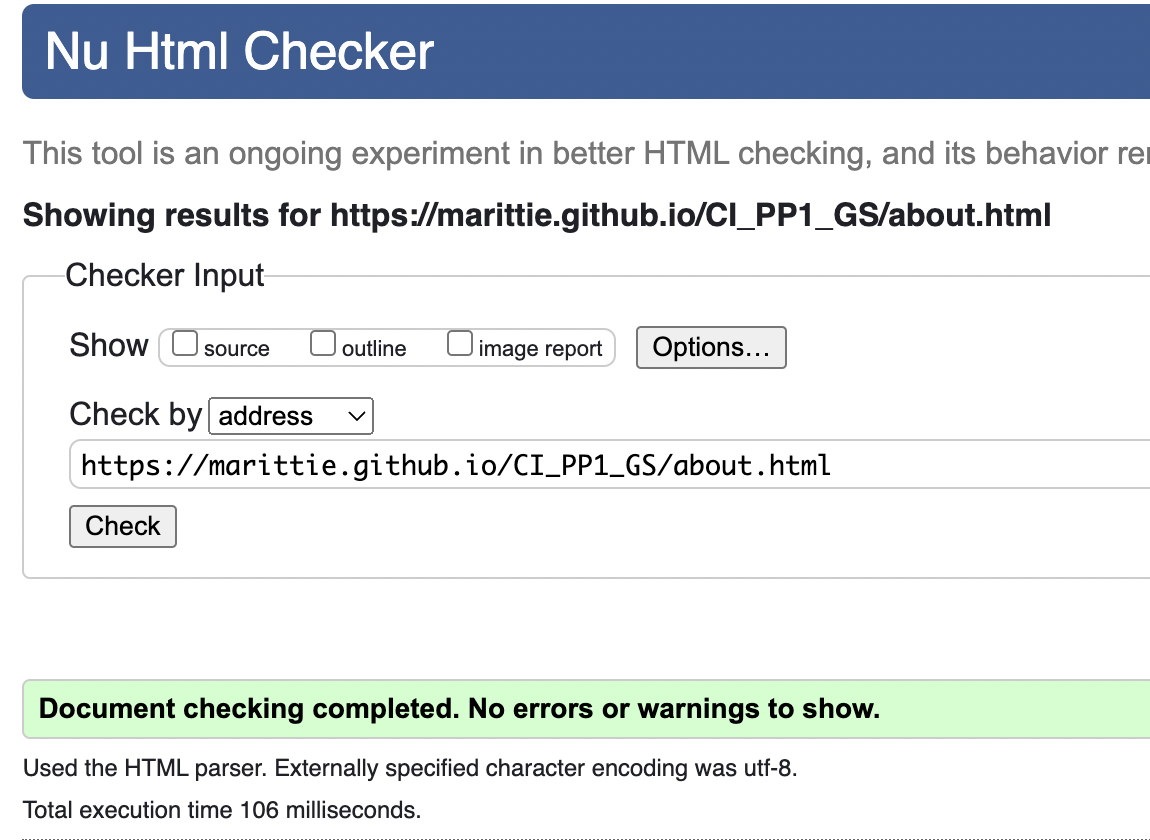 Nu Html Checker
This tool is an ongoing experiment in better HTML checking, and its behavior
Showing results for https://marittie.github.io/CI_PP1_GS/about.html
Checker Input
Show source outline image report Options...
Check by address
https://marittie.github.io/CI_PP1_GS/about.html
Check
Document checking completed. No errors or warnings to show.
Used the HTML parser. Externally specified character encoding was utf-8.
Total execution time 106 milliseconds.